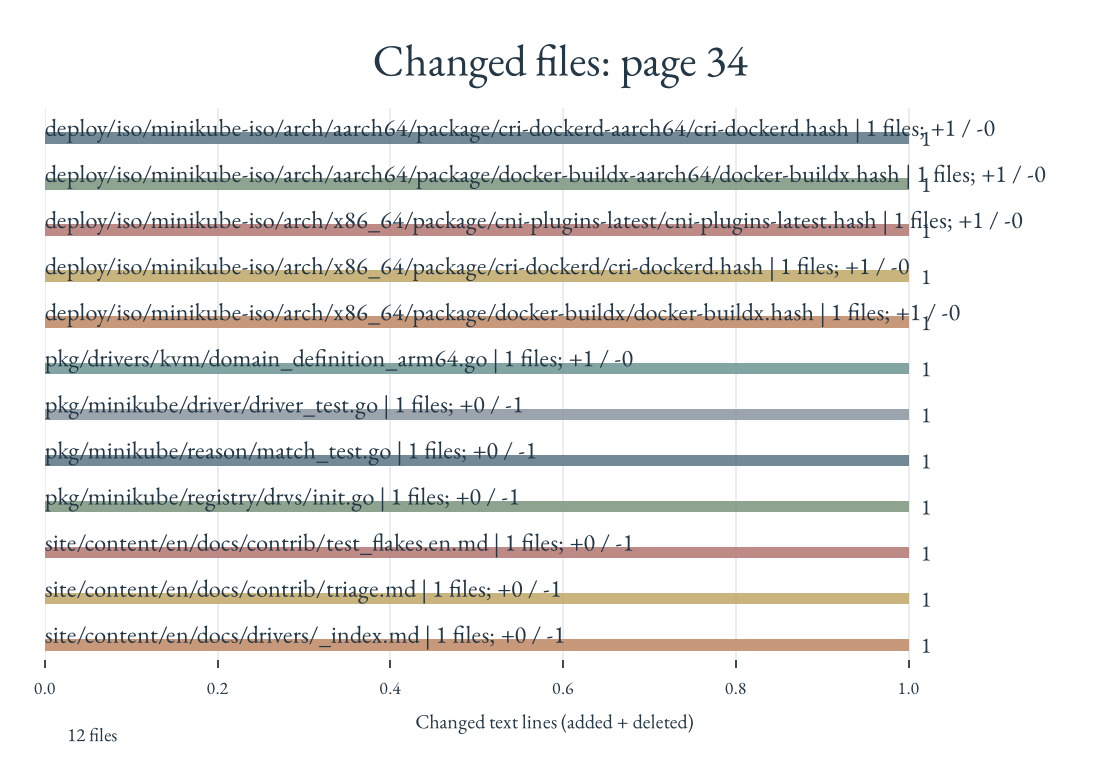 Changed files: page 34
deploy/iso/minikube-iso/arch/aarch64/package/cri-dockerd-aarch64/cri-dockerd.hash | 1 files; +1 / -0
1
deploy/iso/minikube-iso/arch/aarch64/package/docker-buildx-aarch64/docker-buildx.hash | 1 files; +1 / -0
1
deploy/iso/minikube-iso/arch/x86_64/package/cni-plugins-latest/cni-plugins-latest.hash | 1 files; +1 / -0
1
deploy/iso/minikube-iso/arch/x86_64/package/cri-dockerd/cri-dockerd.hash | 1 files; +1 / -0
1
deploy/iso/minikube-iso/arch/x86_64/package/docker-buildx/docker-buildx.hash | 1 files; +1 / -0
1
pkg/drivers/kvm/domain_definition_arm64.go | 1 files; +1 / -0
1
pkg/minikube/driver/driver_test.go | 1 files; +0 / -1
1
pkg/minikube/reason/match_test.go | 1 files; +0 / -1
1
pkg/minikube/registry/drvs/init.go | 1 files; +0 / -1
1
site/content/en/docs/contrib/test_flakes.en.md | 1 files; +0 / -1
1
site/content/en/docs/contrib/triage.md | 1 files; +0 / -1
1
site/content/en/docs/drivers/_index.md | 1 files; +0 / -1
1
0.0 0.2 0.4 0.6 0.8 1.0
Changed text lines (added + deleted)
12 files